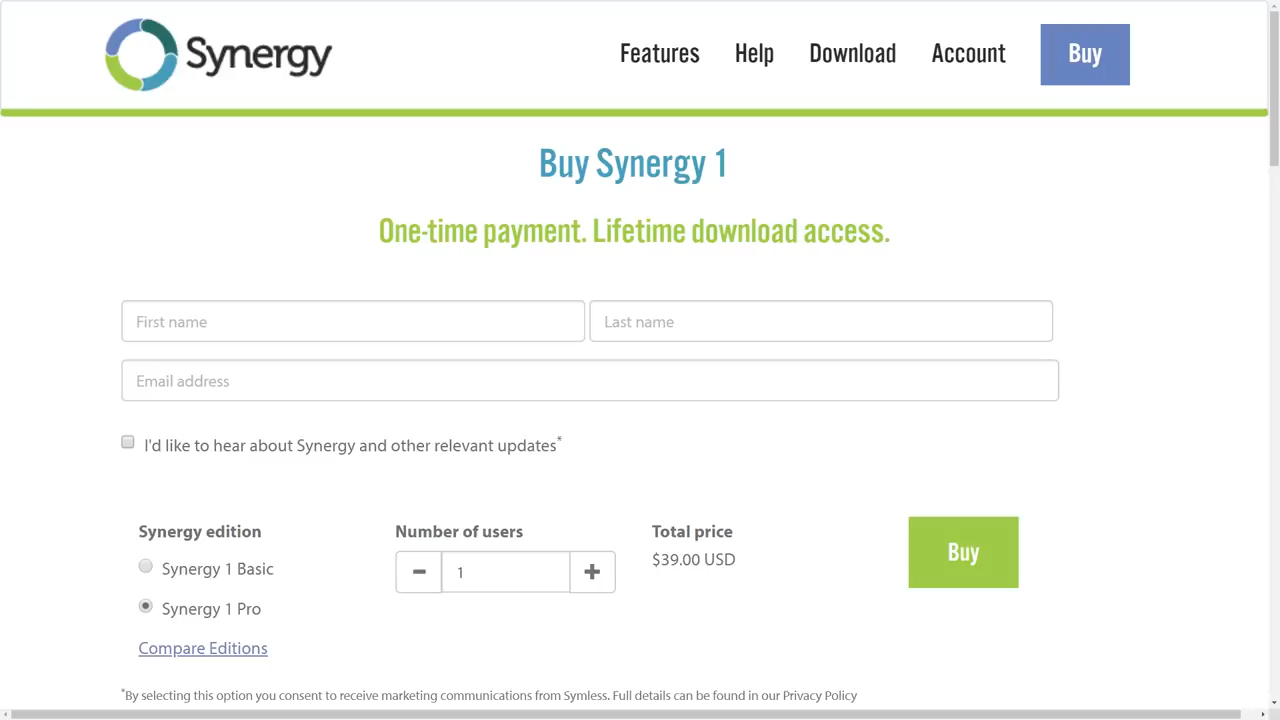 Synergy
Features Help Download Account Buy
Buy Synergy 1
One-time payment. Lifetime download access.
First name Last name
Email address
I'd like to hear about Synergy and other relevant updates*
Synergy edition Number of users Total price
Synergy 1 Basic 1 $39.00 USD Buy
Synergy 1 Pro
Compare Editions
*By selecting this option you consent to receive marketing communications from Symless. Full details can be found in our Privacy Policy